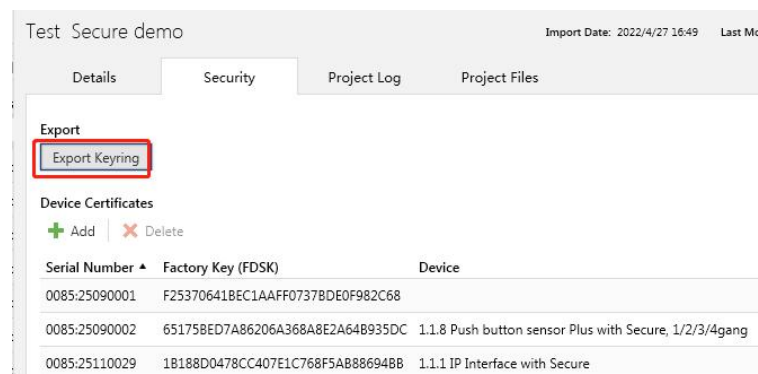 Test Secure demo Import Date: 2022/4/27 16:49 Last Mo
Details Security Project Log Project Files
Export
Export Keyring
Device Certificates
Add Delete
Serial Number Factory Key (FDSK) Device
0085:25090001 F25370641BEC1AAFF0737BDE0F982C68
0085:25090002 65175BED7A86206A368A8E2A64B935DC 1.1.8 Push button sensor Plus with Secure, 1/2/3/4gang
0085:25110029 1B188D0478CC407E1C768F5AB88694BB 1.1.1 IP Interface with Secure